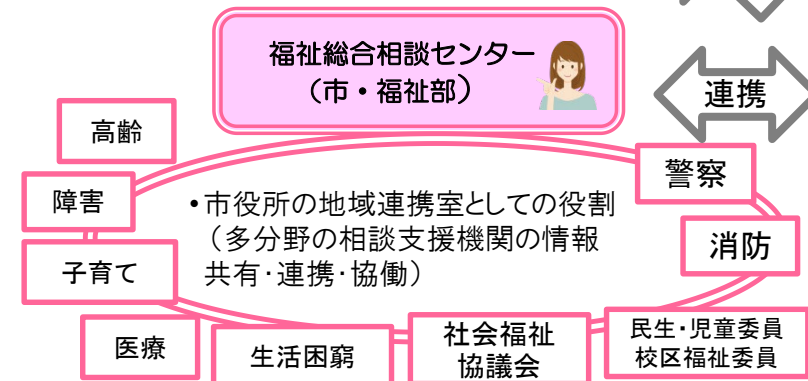 福祉総合相談センター
（市・福祉部）
連携
高齢
警察
障害
•市役所の地域連携室としての役割
（多分野の相談支援機関の情報
共有･連携･協働）
消防
子育て
医療
生活困窮
社会福祉
協議会
民生・児童委員
校区福祉委員